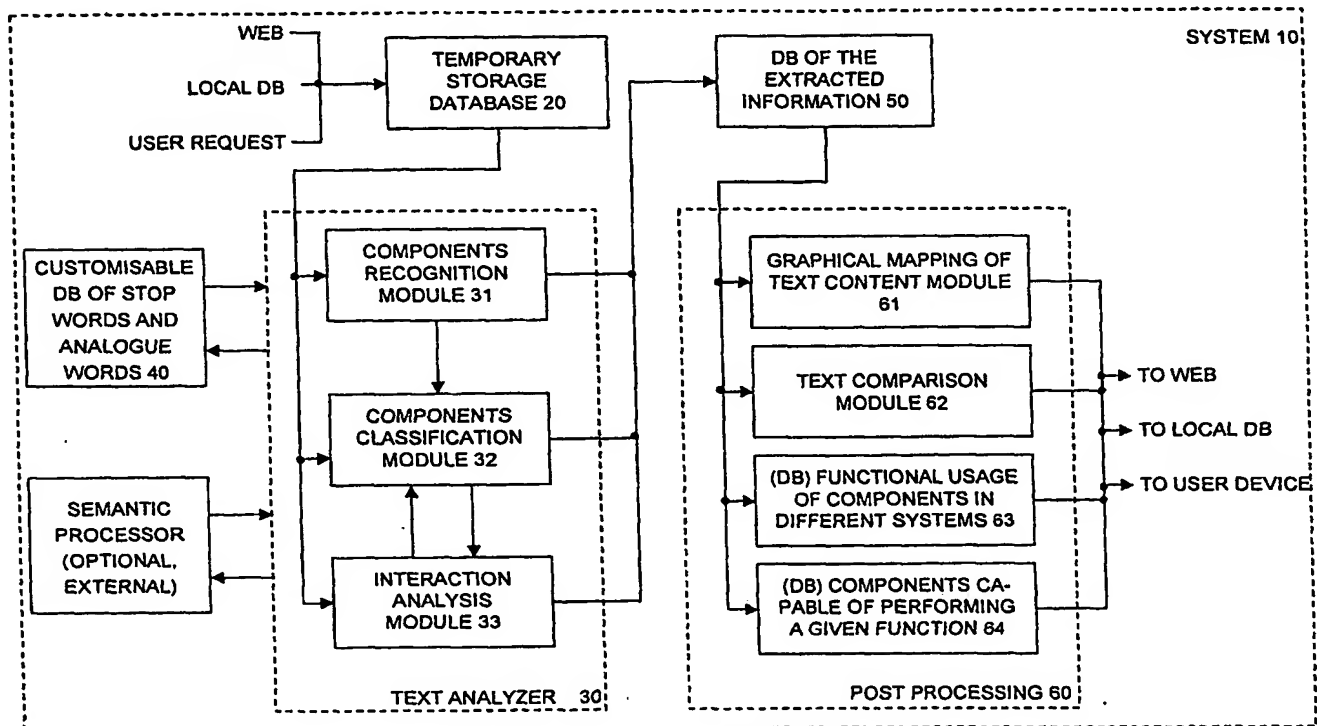 WEB
LOCAL DB
USER REQUEST
TEMPORARY
STORAGE
DATABASE 20
DB OF THE
EXTRACTED
INFORMATION 50
SYSTEM 10
CUSTOMISABLE
DB OF STOP
WORDS AND
ANALOGUE
WORDS 40
SEMANTIC
PROCESSOR
(OPTIONAL,
EXTERNAL)
COMPONENTS
RECOGNITION
MODULE 31
COMPONENTS
CLASSIFICATION
MODULE 32
INTERACTION
ANALYSIS
MODULE 33
TEXT ANALYZER 30
GRAPHICAL MAPPING OF
TEXT CONTENT MODULE
61
TEXT COMPARISON
MODULE 62
(DB) FUNCTIONAL USAGE
OF COMPONENTS IN
DIFFERENT SYSTEMS 63
(DB) COMPONENTS CA-
PABLE OF PERFORMING
A GIVEN FUNCTION 64
POST PROCESSING 60
TO WEB
TO LOCAL DB
TO USER DEVICE